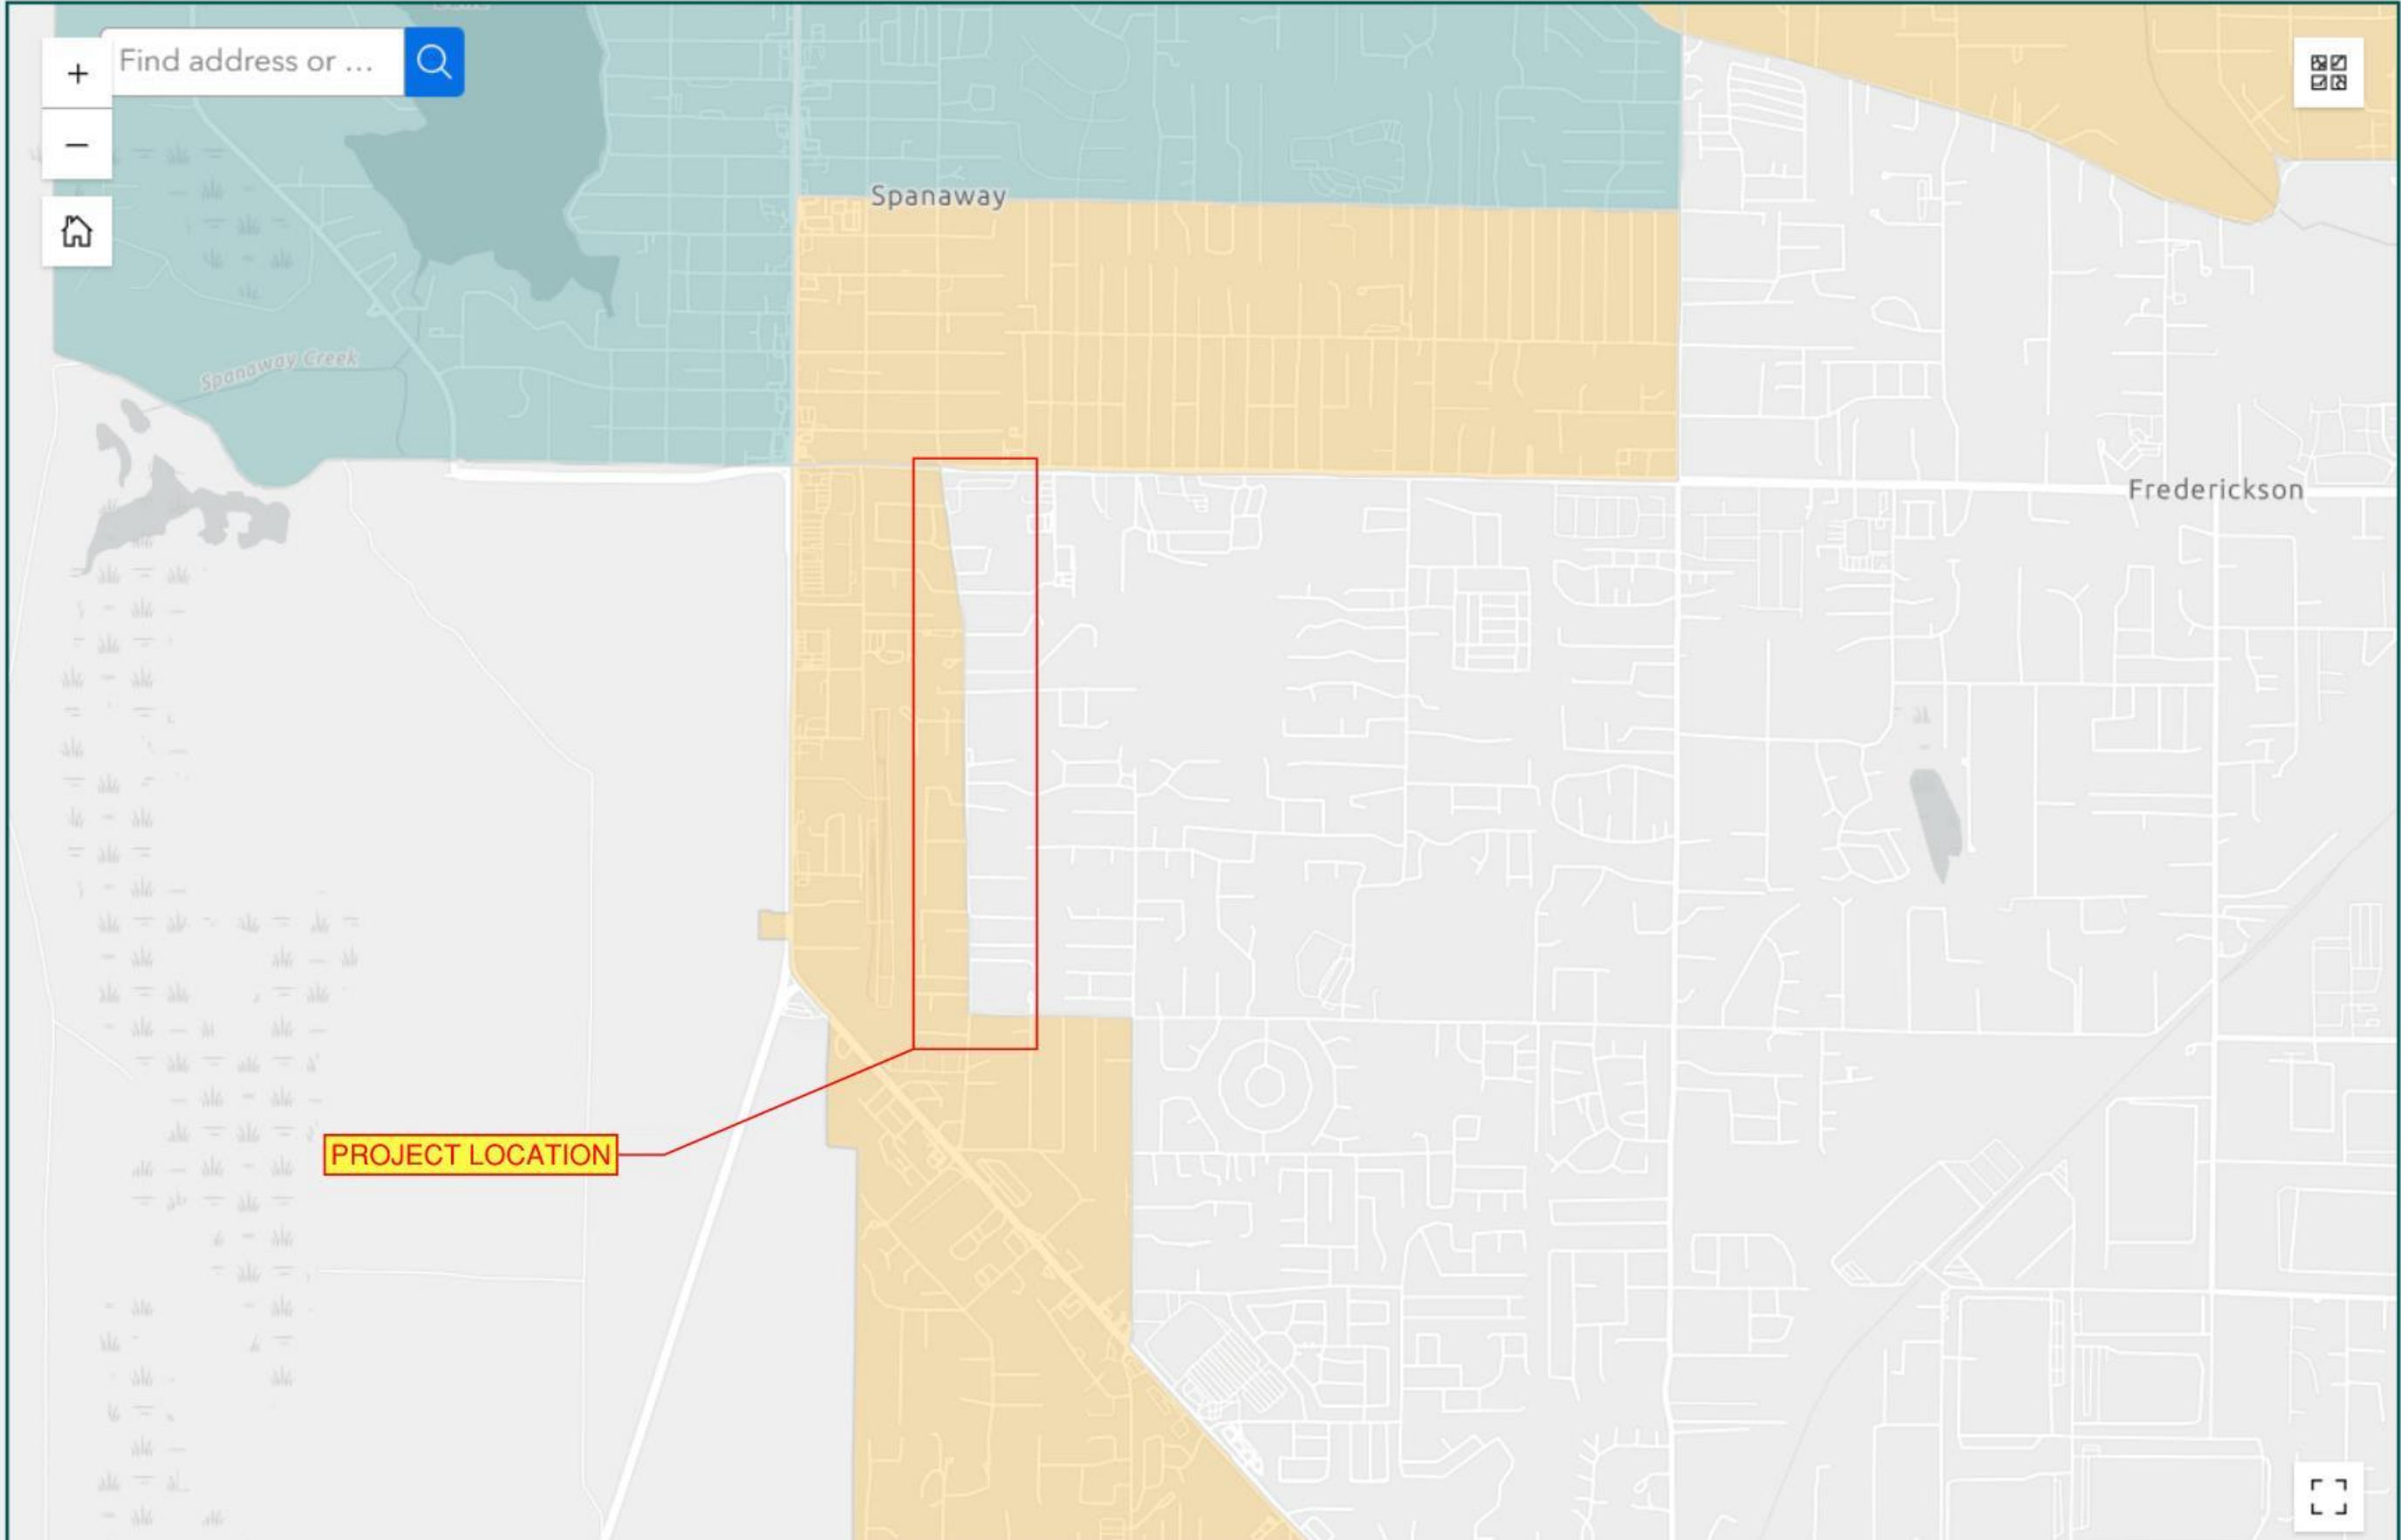 Find address or ...
Spanaway
Spanaway Creek
Frederickson
PROJECT LOCATION